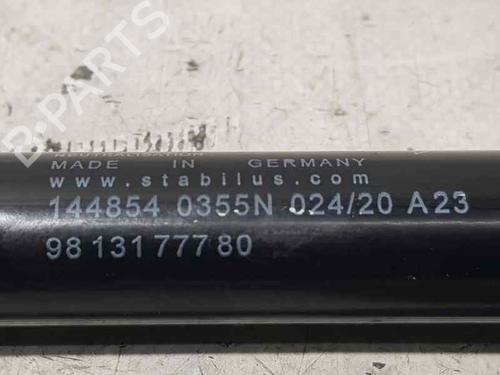 B-PARTS
MADE IN GERMANY
www.stabilus.com
144854 0355N 024/20 A23
98 131 777 80